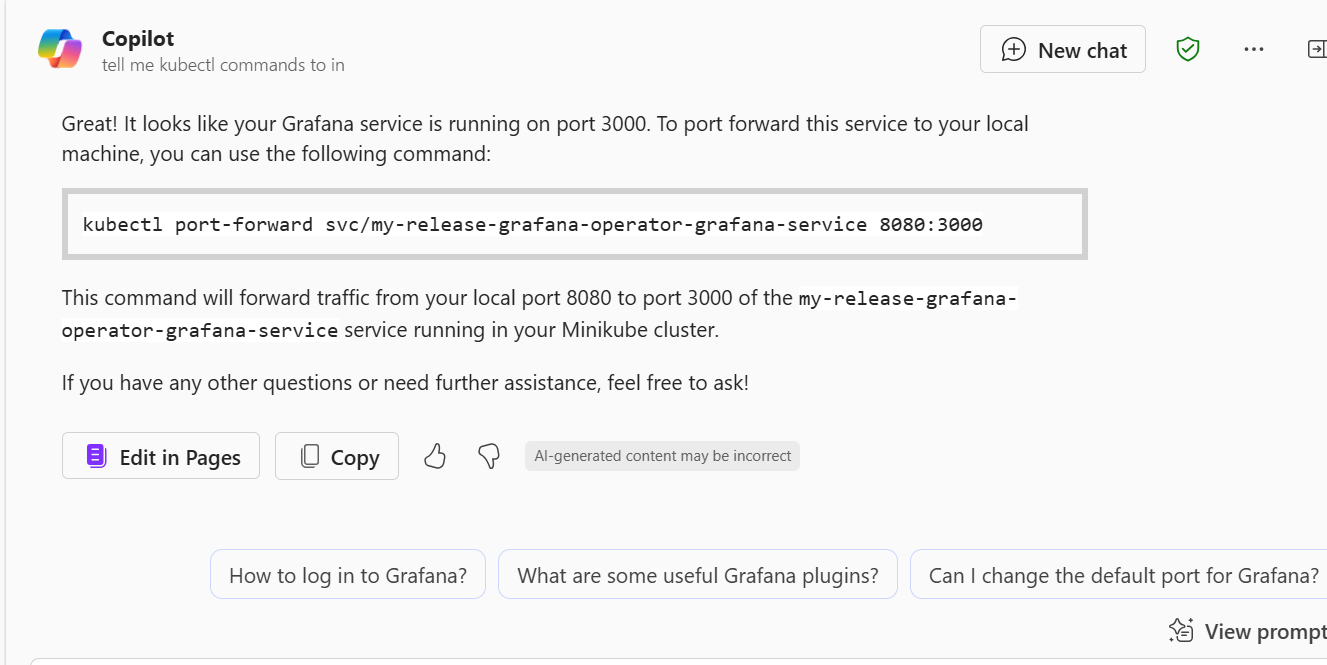 Copilot
tell me kubectl commands to in
New chat
Great! It looks like your Grafana service is running on port 3000. To port forward this service to your local
machine, you can use the following command:
kubectl port-forward svc/my-release-grafana-operator-grafana-service 8080:3000
This command will forward traffic from your local port 8080 to port 3000 of the my-release-grafana-
operator-grafana-service service running in your Minikube cluster.
If you have any other questions or need further assistance, feel free to ask!
Edit in Pages
Copy
AI-generated content may be incorrect
How to log in to Grafana?
What are some useful Grafana plugins?
Can I change the default port for Grafana?
View prompt